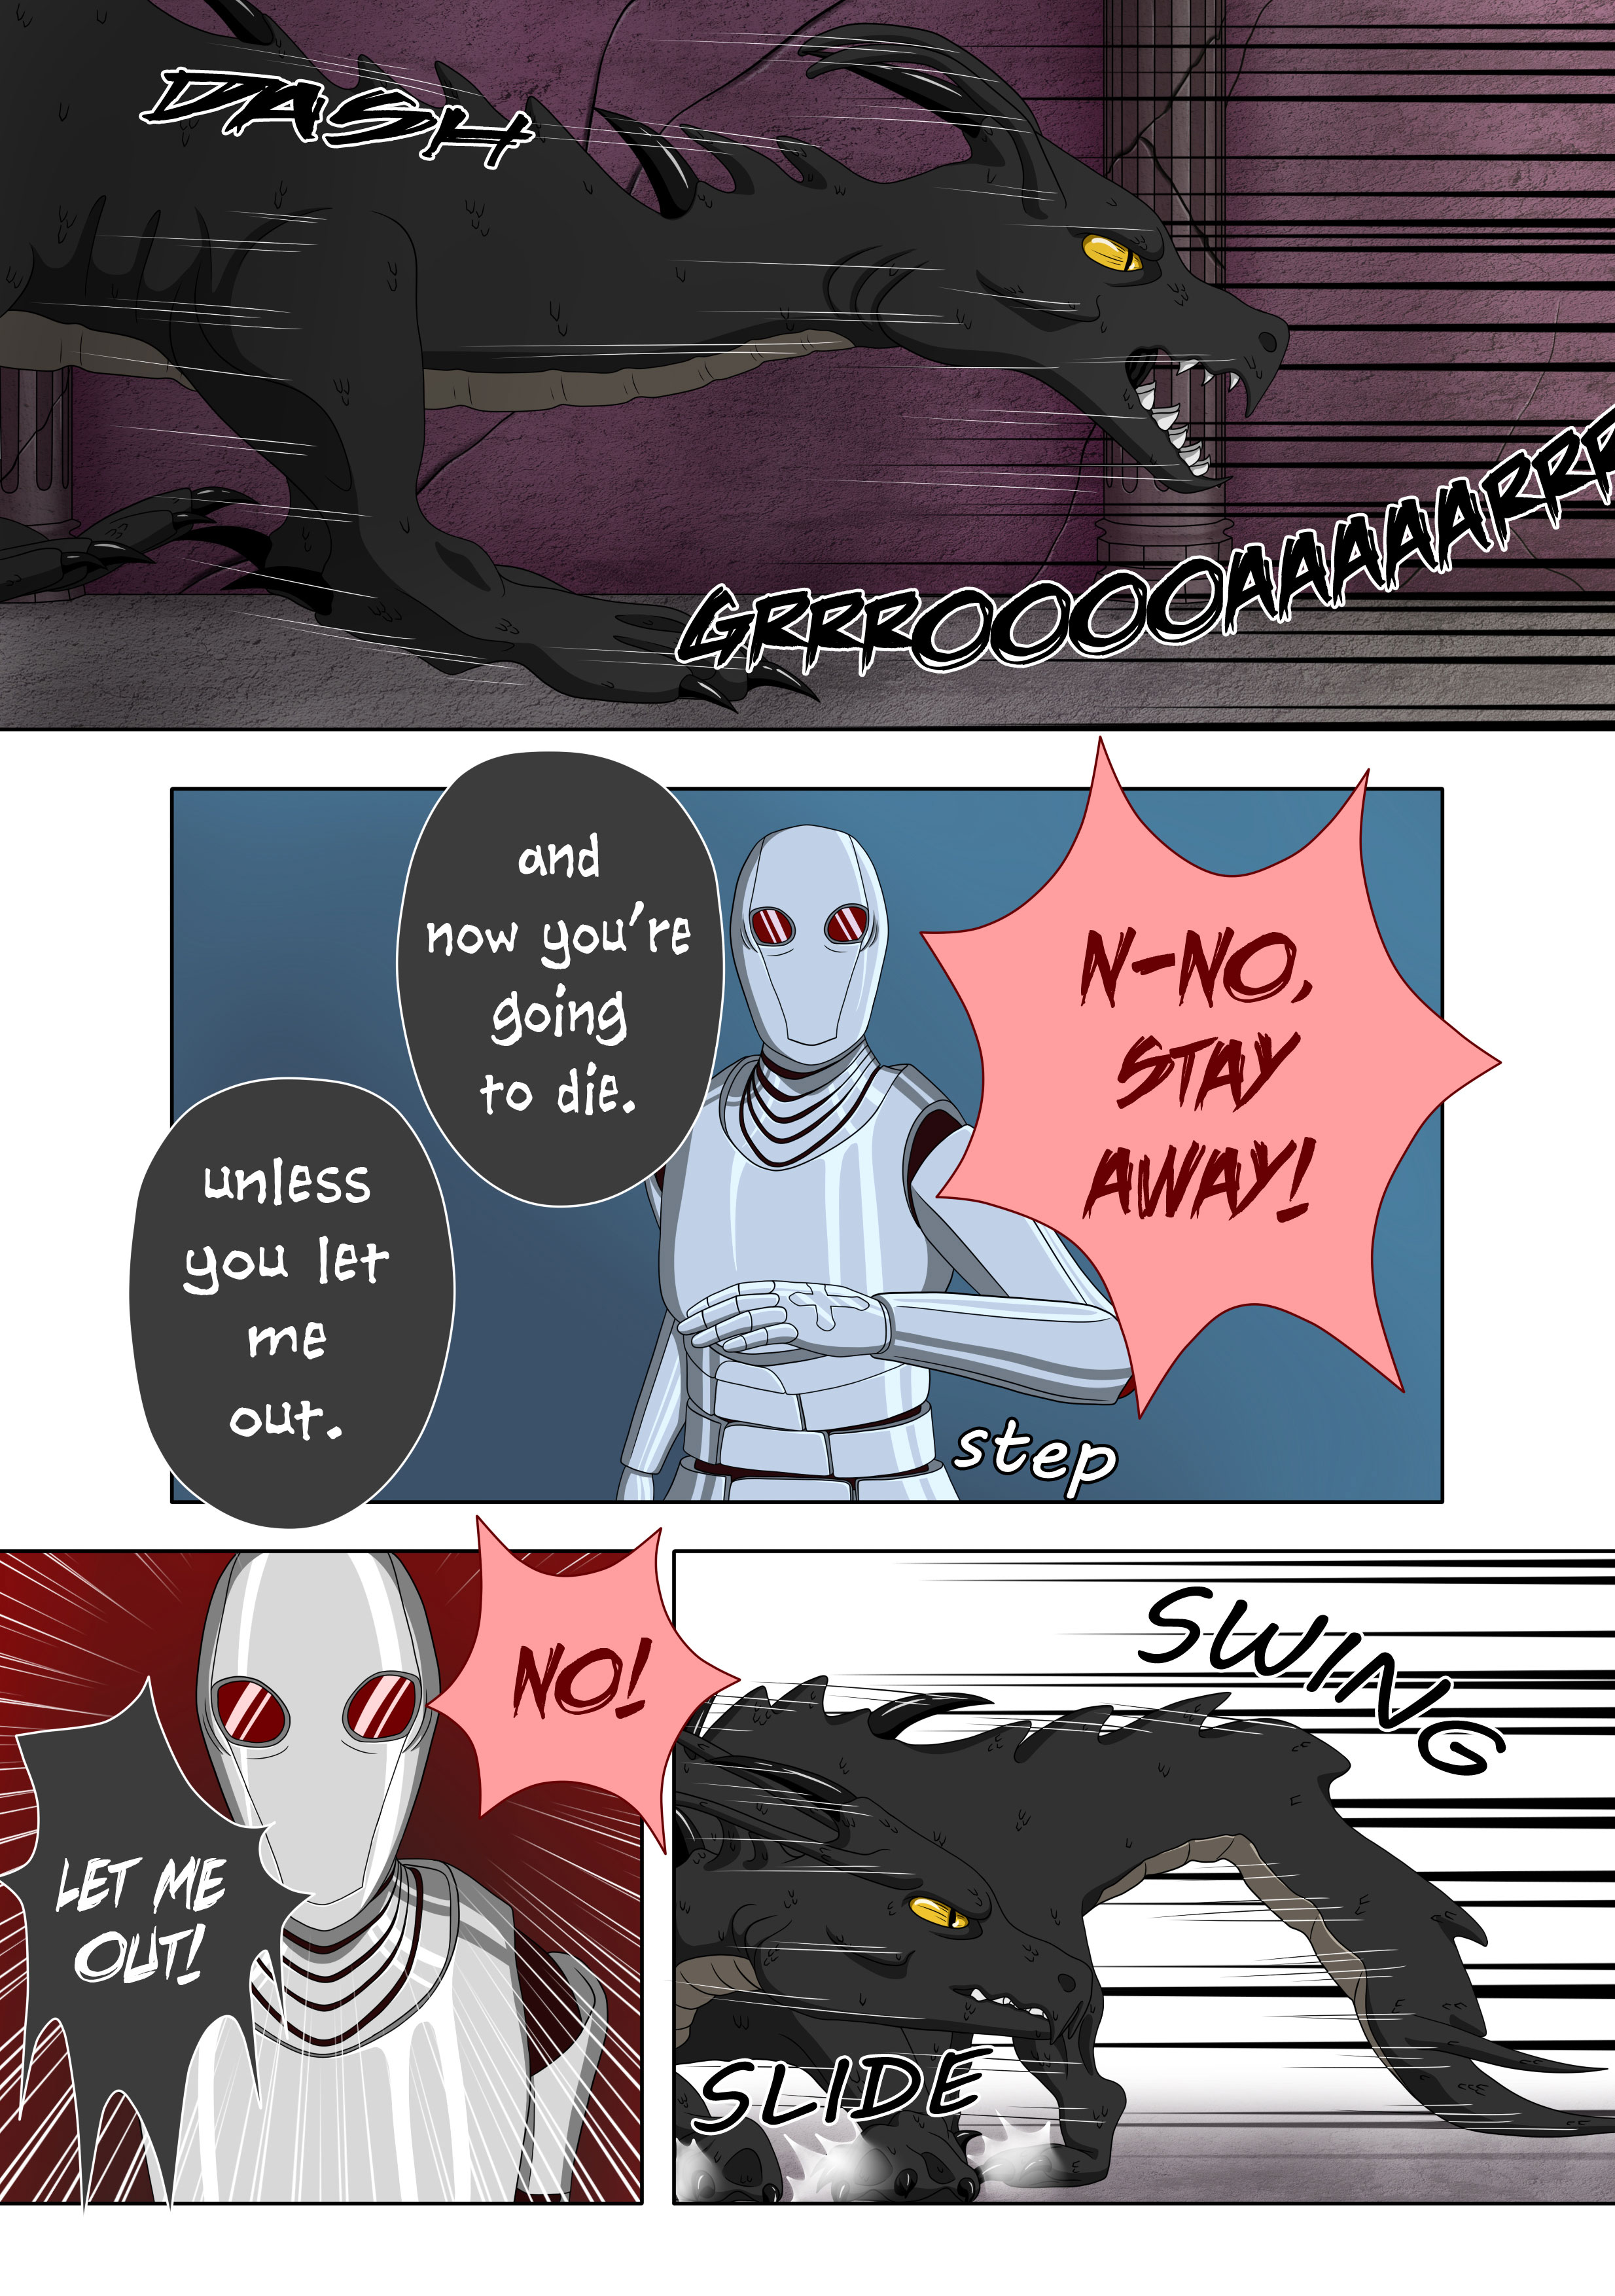 DASH
GRRROOOOAAAAAARRRR
N-NO,
STAY
AWAY!
and
now you're
going
to die.
unless
you let
me
out.
step
SWING
SLIDE
NO!
LET ME
OUT!